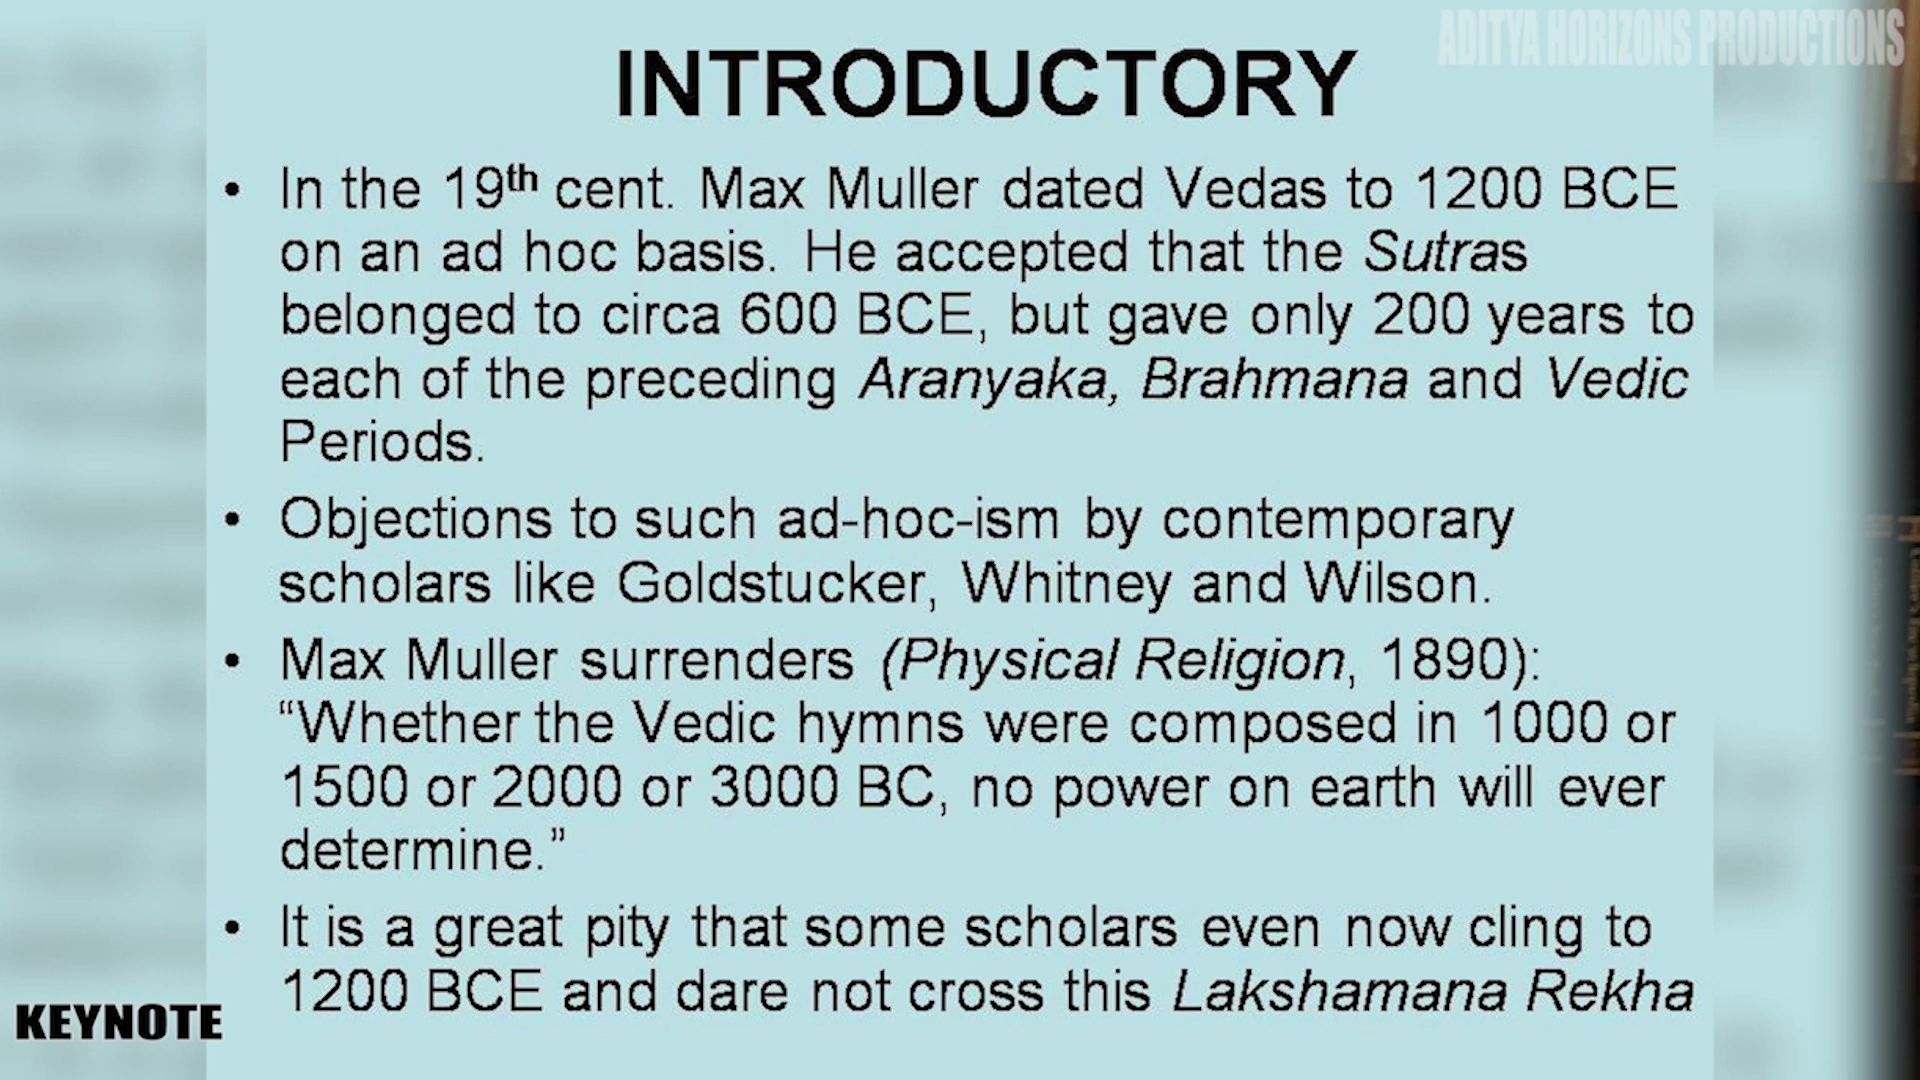 ADITYA HORIZONS PRODUCTIONS
INTRODUCTORY
• In the 19th cent. Max Muller dated Vedas to 1200 BCE
on an ad hoc basis. He accepted that the Sutras
belonged to circa 600 BCE, but gave only 200 years to
each of the preceding Aranyaka, Brahmana and Vedic
Periods.
• Objections to such ad-hoc-ism by contemporary
scholars like Goldstucker, Whitney and Wilson.
• Max Muller surrenders (Physical Religion, 1890):
“Whether the Vedic hymns were composed in 1000 or
1500 or 2000 or 3000 BC, no power on earth will ever
determine.”
• It is a great pity that some scholars even now cling to
1200 BCE and dare not cross this Lakshamana Rekha
KEYNOTE